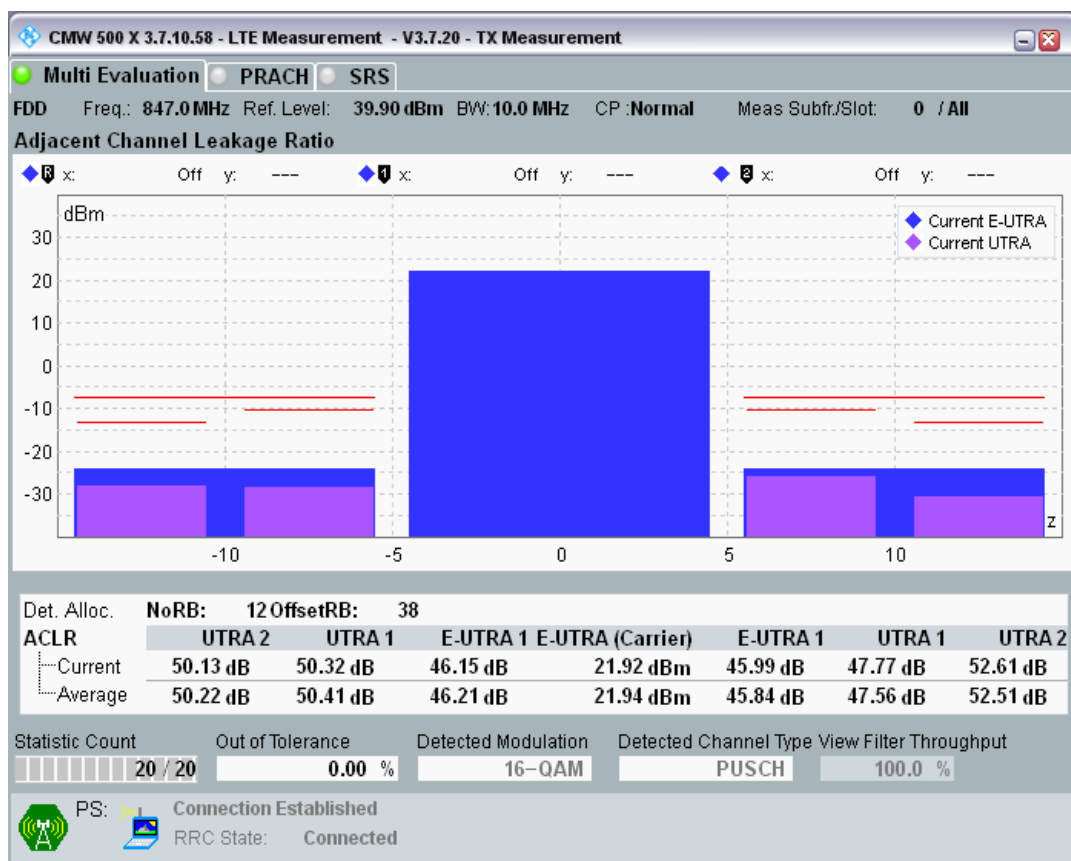 CMW 500 X 3.7.10.58 - LTE Measurement - V3.7.20 - TX Measurement
Multi Evaluation PRACH SRS
FDD Freq.: 847.0 MHz Ref. Level: 39.90 dBm BW: 10.0 MHz CP :Normal Meas Subfr./Slot: 0 / All
Adjacent Channel Leakage Ratio
R x: Off y: --- 1 x: Off y: --- 2 x: Off y: ---
dBm
Current E-UTRA
Current UTRA
30
20
10
0
-10
-20
-30
z
-10 -5 0 5 10
Det. Alloc. NoRB: 12 OffsetRB: 38
ACLR UTRA 2 UTRA 1 E-UTRA 1 E-UTRA (Carrier) E-UTRA 1 UTRA 1 UTRA 2
Current 50.13 dB 50.32 dB 46.15 dB 21.92 dBm 45.99 dB 47.77 dB 52.61 dB
Average 50.22 dB 50.41 dB 46.21 dB 21.94 dBm 45.84 dB 47.56 dB 52.51 dB
Statistic Count Out of Tolerance Detected Modulation Detected Channel Type View Filter Throughput
20 / 20 0.00 % 16-QAM PUSCH 100.0 %
PS: Connection Established
RRC State: Connected